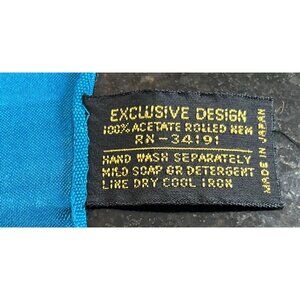 EXCLUSIVE DESIGN
100% ACETATE ROLLED HEM
RN-34191
HAND WASH SEPARATELY
MILD SOAP OR DETERGENT
LINE DRY COOL IRON
MADE IN JAPAN